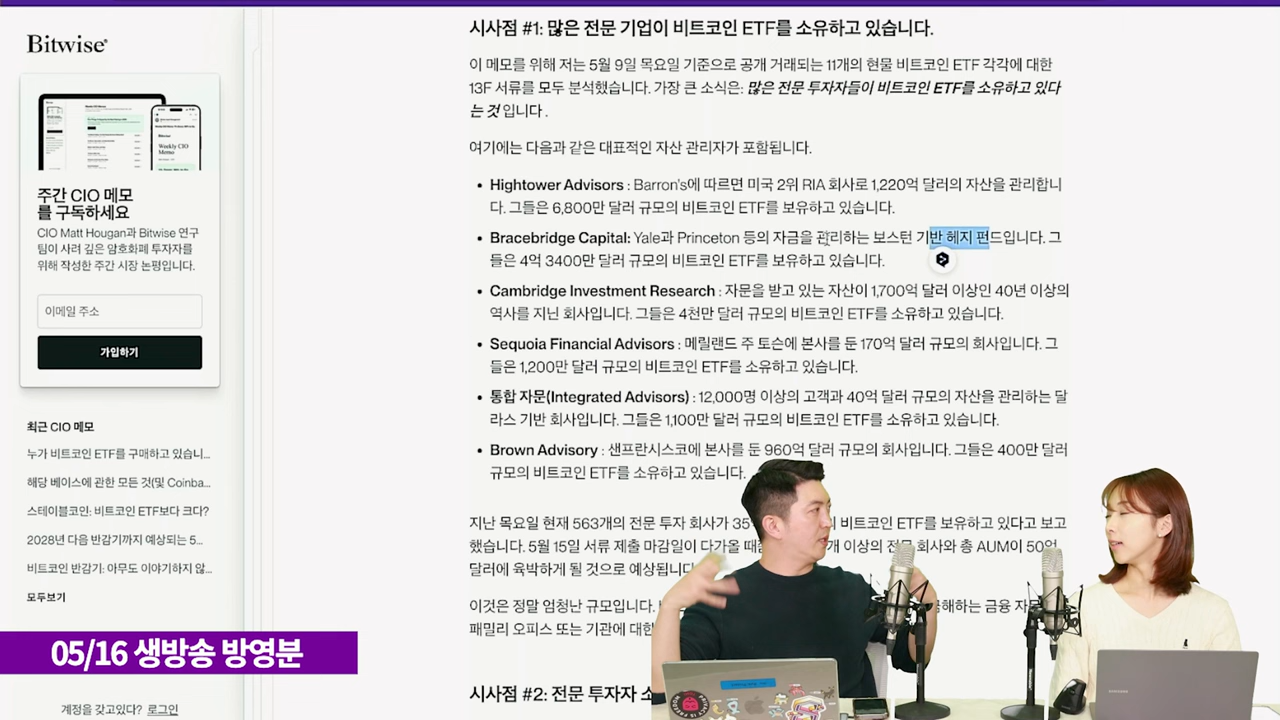 Bitwise
주간 CIO 메모
를 구독하세요
CIO Matt Hougan과 Bitwise 연구
팀이 사려 깊은 암호화폐 투자자를
위해 작성한 주간 시장 논평입니다.
이메일 주소
가입하기
최근 CIO 메모
누가 비트코인 ETF를 구매하고 있습니...
해당 베이스에 관한 모든 것(및 Coinba...
스테이블코인: 비트코인 ETF보다 크다?
2028년 다음 반감기까지 예상되는 5...
비트코인 반감기: 아무도 이야기하지 않...
모두보기
05/16 생방송 방영분
계정을 갖고있다? 로그인
시사점 #1: 많은 전문 기업이 비트코인 ETF를 소유하고 있습니다.
이 메모를 위해 저는 5월 9일 목요일 기준으로 공개 거래되는 11개의 현물 비트코인 ETF 각각에 대한
13F 서류를 모두 분석했습니다. 가장 큰 소식은: 많은 전문 투자자들이 비트코인 ETF를 소유하고 있다
는 것 입니다 .
여기에는 다음과 같은 대표적인 자산 관리자가 포함됩니다.
• Hightower Advisors : Barron's에 따르면 미국 2위 RIA 회사로 1,220억 달러의 자산을 관리합니
다. 그들은 6,800만 달러 규모의 비트코인 ETF를 보유하고 있습니다.
• Bracebridge Capital: Yale과 Princeton 등의 자금을 관리하는 보스턴 기반 헤지 펀드입니다. 그
들은 4억 3400만 달러 규모의 비트코인 ETF를 보유하고 있습니다.
• Cambridge Investment Research : 자문을 받고 있는 자산이 1,700억 달러 이상인 40년 이상의
역사를 지닌 회사입니다. 그들은 4천만 달러 규모의 비트코인 ETF를 소유하고 있습니다.
• Sequoia Financial Advisors : 메릴랜드 주 토슨에 본사를 둔 170억 달러 규모의 회사입니다. 그
들은 1,200만 달러 규모의 비트코인 ETF를 소유하고 있습니다.
• 통합 자문(Integrated Advisors) : 12,000명 이상의 고객과 40억 달러 규모의 자산을 관리하는 달
라스 기반 회사입니다. 그들은 1,100만 달러 규모의 비트코인 ETF를 소유하고 있습니다.
• Brown Advisory : 샌프란시스코에 본사를 둔 960억 달러 규모의 회사입니다. 그들은 400만 달러
규모의 비트코인 ETF를 소유하고 있습니다.
지난 목요일 현재 563개의 전문 투자 회사가 35 비트코인 ETF를 보유하고 있다고 보고
했습니다. 5월 15일 서류 제출 마감일이 다가올 때 개 이상의 전문 회사와 총 AUM이 50억
달러에 육박하게 될 것으로 예상됩니다
이것은 정말 엄청난 규모입니다. 금융
패밀리 오피스 또는 기관에 대한
시사점 #2: 전문 투자자